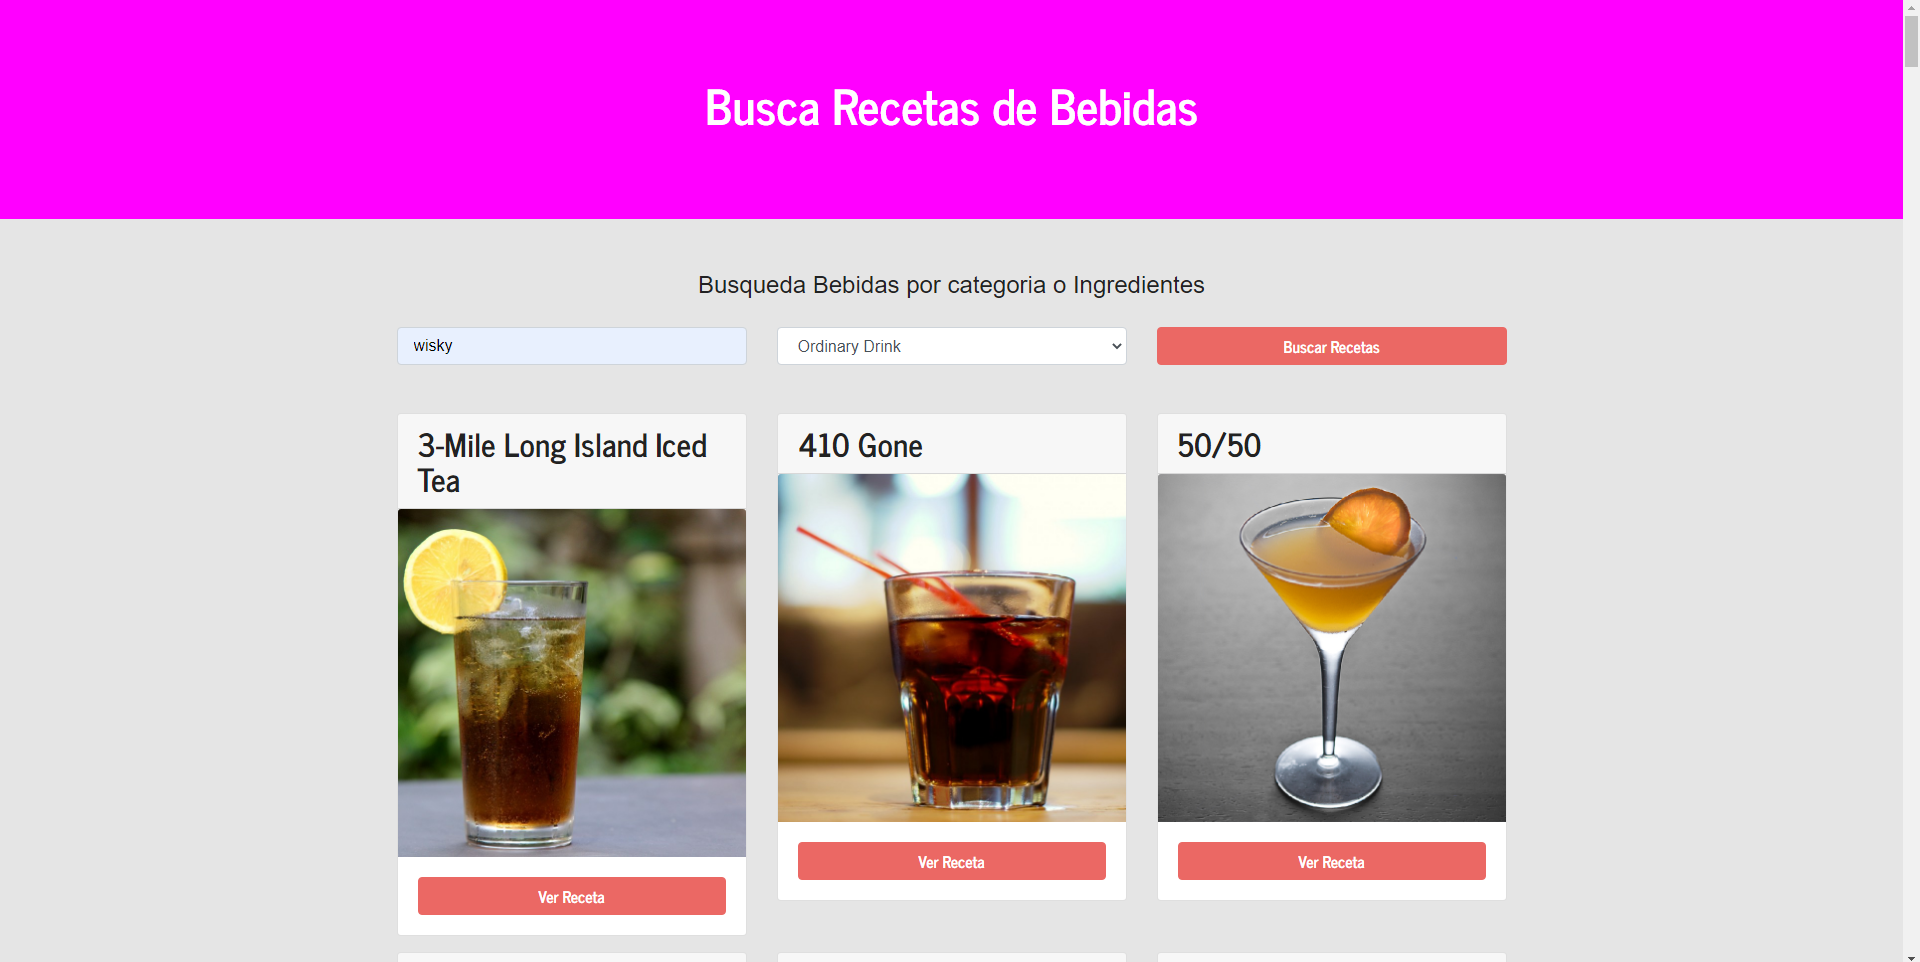 Busca Recetas de Bebidas
Busqueda Bebidas por categoria o Ingredientes
wisky
Ordinary Drink
Buscar Recetas
3-Mile Long Island Iced
Tea
410 Gone
50/50
Ver Receta
Ver Receta
Ver Receta